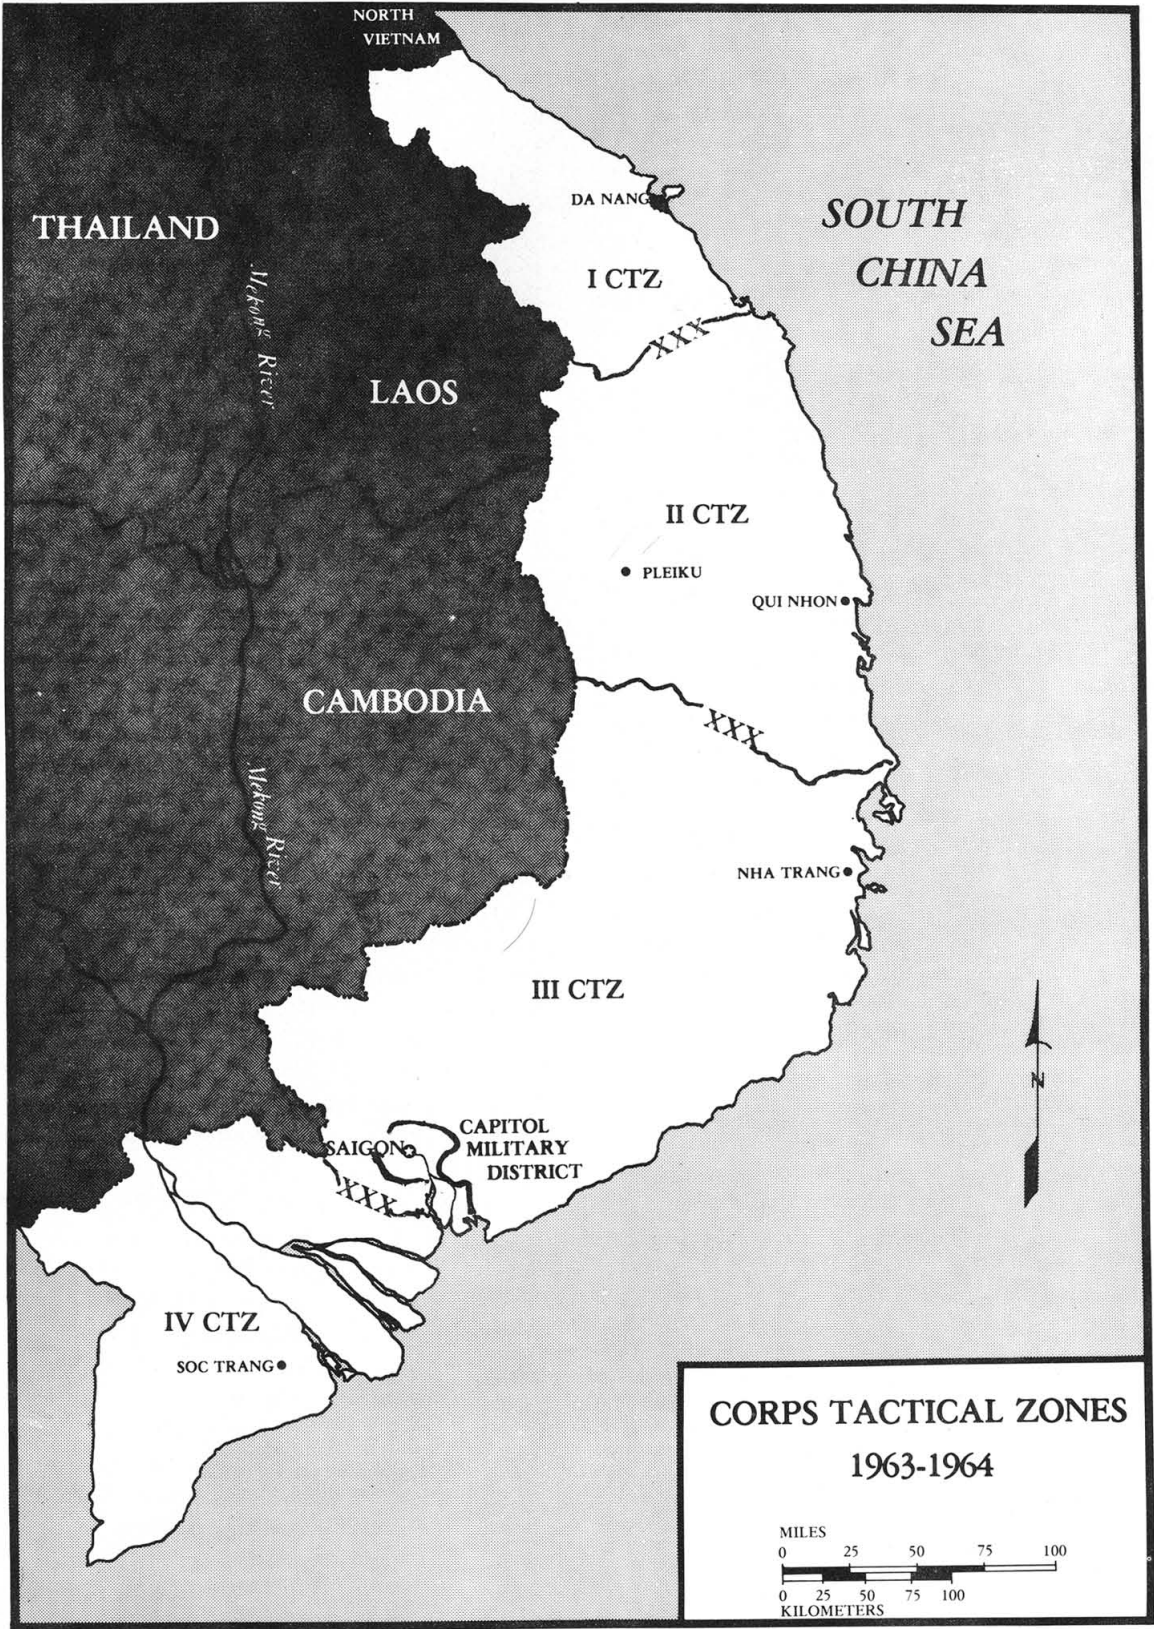 NORTH
VIETNAM
DA NANG
THAILAND
SOUTH
CHINA
SEA
Mekong River
I CTZ
XXX
LAOS
II CTZ
PLEIKU
QUI NHON
CAMBODIA
XXX
Mekong River
NHA TRANG
III CTZ
N
CAPITOL
MILITARY
DISTRICT
SAIGON
XXX
IV CTZ
SOC TRANG
CORPS TACTICAL ZONES
1963-1964
MILES
0 25 50 75 100
0 25 50 75 100
KILOMETERS